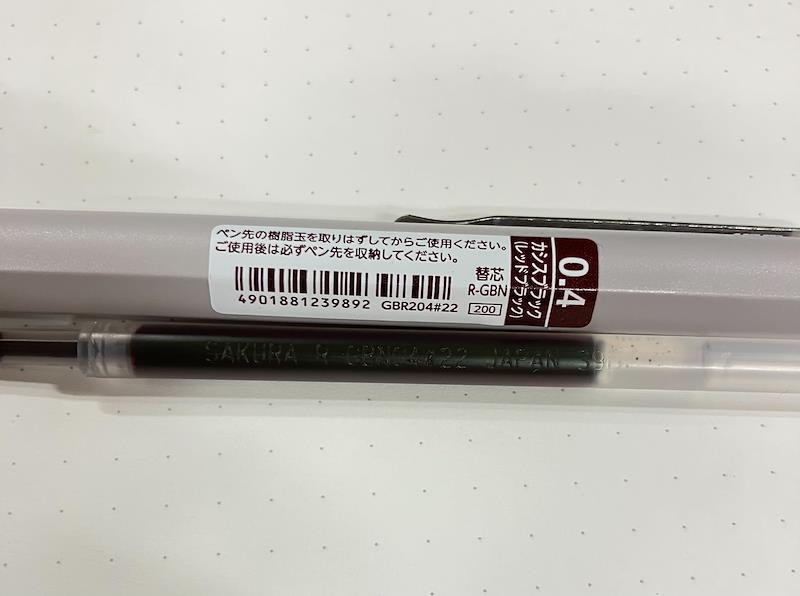 ペン先の樹脂玉を取りはずしてからご使用ください。
ご使用後は必ずペン先を収納してください。
4901881239892 GBR204#22
替芯
R-GBN
200
0.4
カシスブラック
(レッドブラック)
SAKURA R-GBN04#22 JAPAN